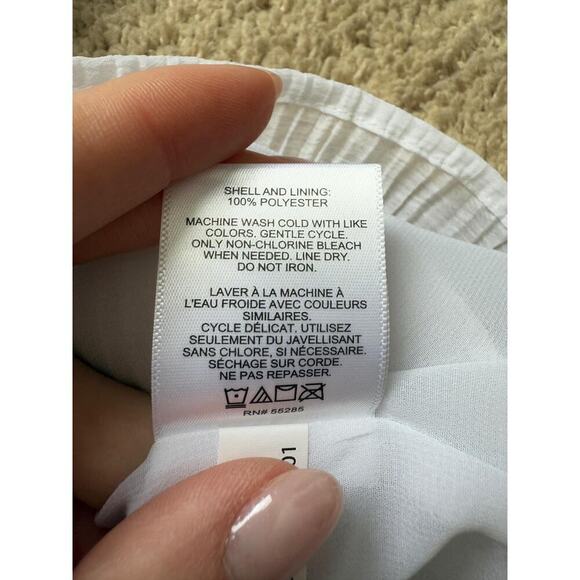 SHELL AND LINING:
100% POLYESTER
MACHINE WASH COLD WITH LIKE
COLORS. GENTLE CYCLE.
ONLY NON-CHLORINE BLEACH
WHEN NEEDED. LINE DRY.
DO NOT IRON.
LAVER À LA MACHINE À
L'EAU FROIDE AVEC COULEURS
SIMILAIRES.
CYCLE DÉLICAT. UTILISEZ
SEULEMENT DU JAVELLISANT
SANS CHLORE, SI NÉCESSAIRE.
SÉCHAGE SUR CORDE.
NE PAS REPASSER.
RN# 55285
01